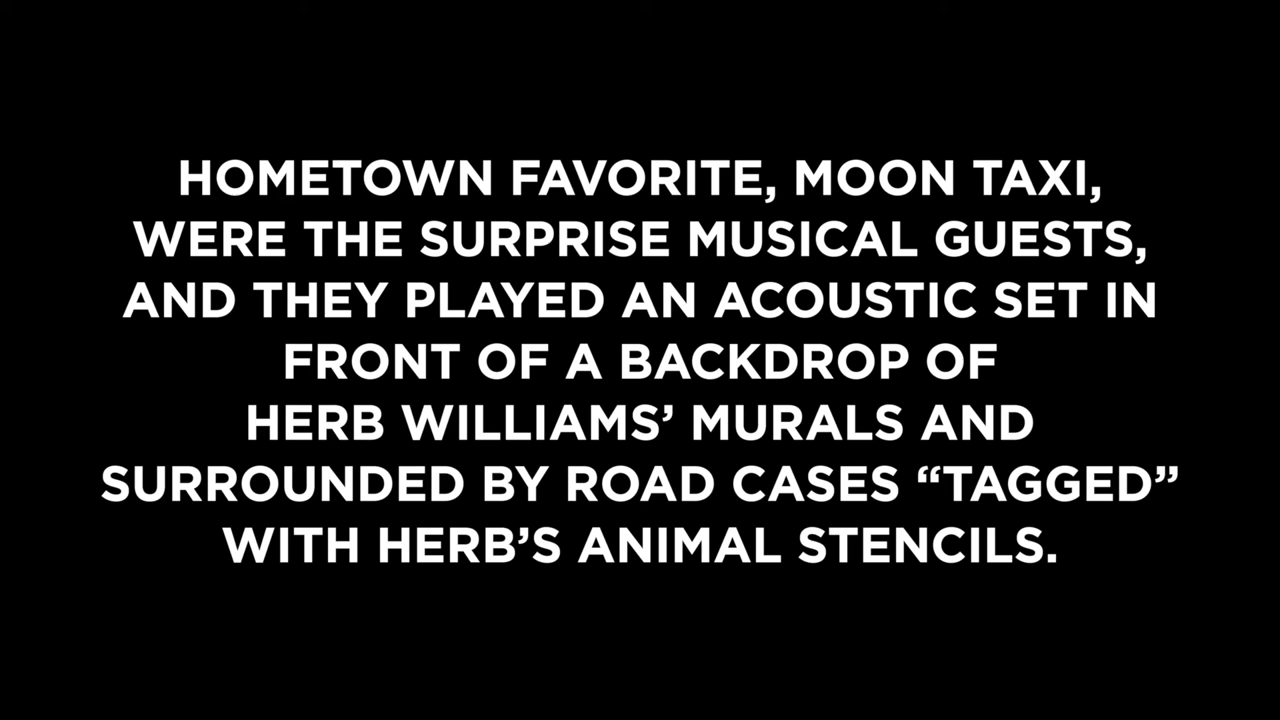 HOMETOWN FAVORITE, MOON TAXI,
WERE THE SURPRISE MUSICAL GUESTS,
AND THEY PLAYED AN ACOUSTIC SET IN
FRONT OF A BACKDROP OF
HERB WILLIAMS’ MURALS AND
SURROUNDED BY ROAD CASES “TAGGED”
WITH HERB’S ANIMAL STENCILS.